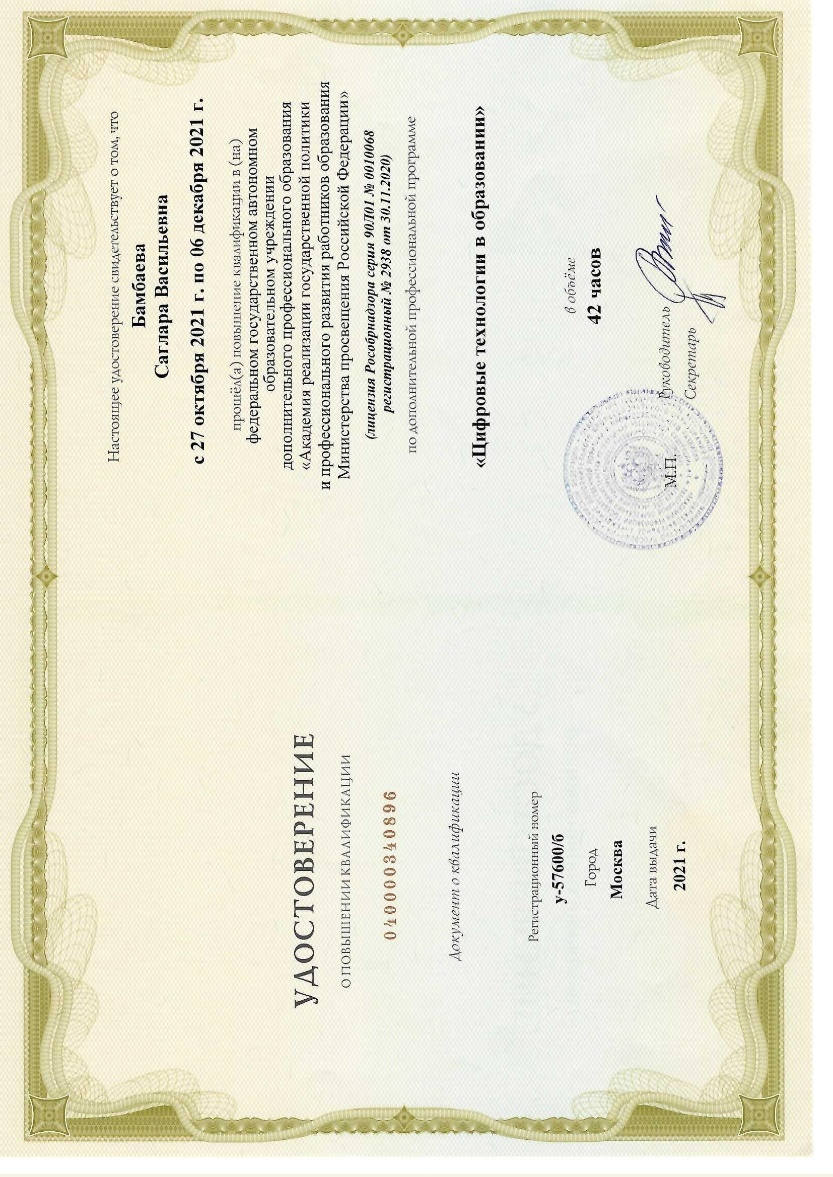 УДОСТОВЕРЕНИЕ
О ПОВЫШЕНИИ КВАЛИФИКАЦИИ
040000340896
Документ о квалификации
Регистрационный номер
у-57600/б
Город
Москва
Дата выдачи
2021 г.
Настоящее удостоверение свидетельствует о том, что
Бамбаева
Саглара Васильевна
с 27 октября 2021 г. по 06 декабря 2021 г.
прошёл(а) повышение квалификации в (на)
федеральном государственном автономном
образовательном учреждении
дополнительного профессионального образования
«Академия реализации государственной политики
и профессионального развития работников образования
Министерства просвещения Российской Федерации»
(лицензия Рособрнадзора серия 90Л01 № 0010068
регистрационный № 2938 от 30.11.2020)
по дополнительной профессиональной программе
«Цифровые технологии в образовании»
в объёме
42 часов
Руководитель
М.П.
Секретарь